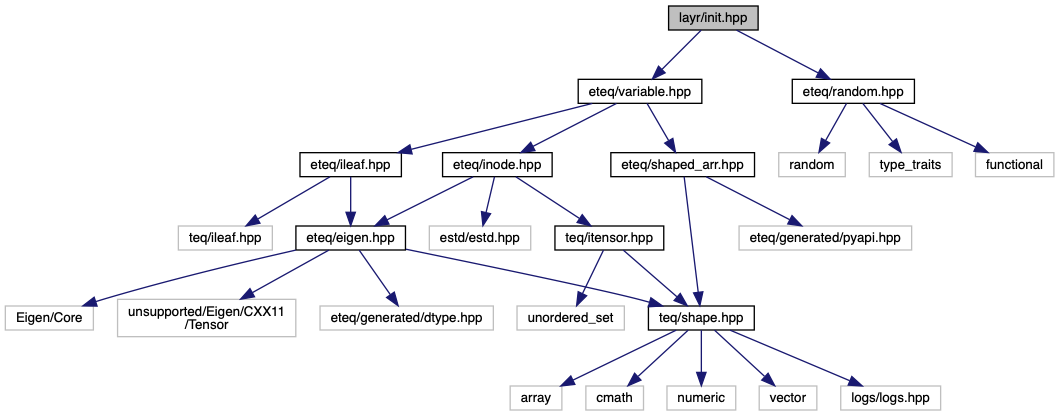 layr/init.hpp
eteq/variable.hpp
eteq/random.hpp
eteq/ileaf.hpp
eteq/inode.hpp
eteq/shaped_arr.hpp
random
type_traits
functional
teq/ileaf.hpp
eteq/eigen.hpp
estd/estd.hpp
teq/itensor.hpp
eteq/generated/pyapi.hpp
Eigen/Core
unsupported/Eigen/CXX11
/Tensor
eteq/generated/dtype.hpp
unordered_set
teq/shape.hpp
array
cmath
numeric
vector
logs/logs.hpp